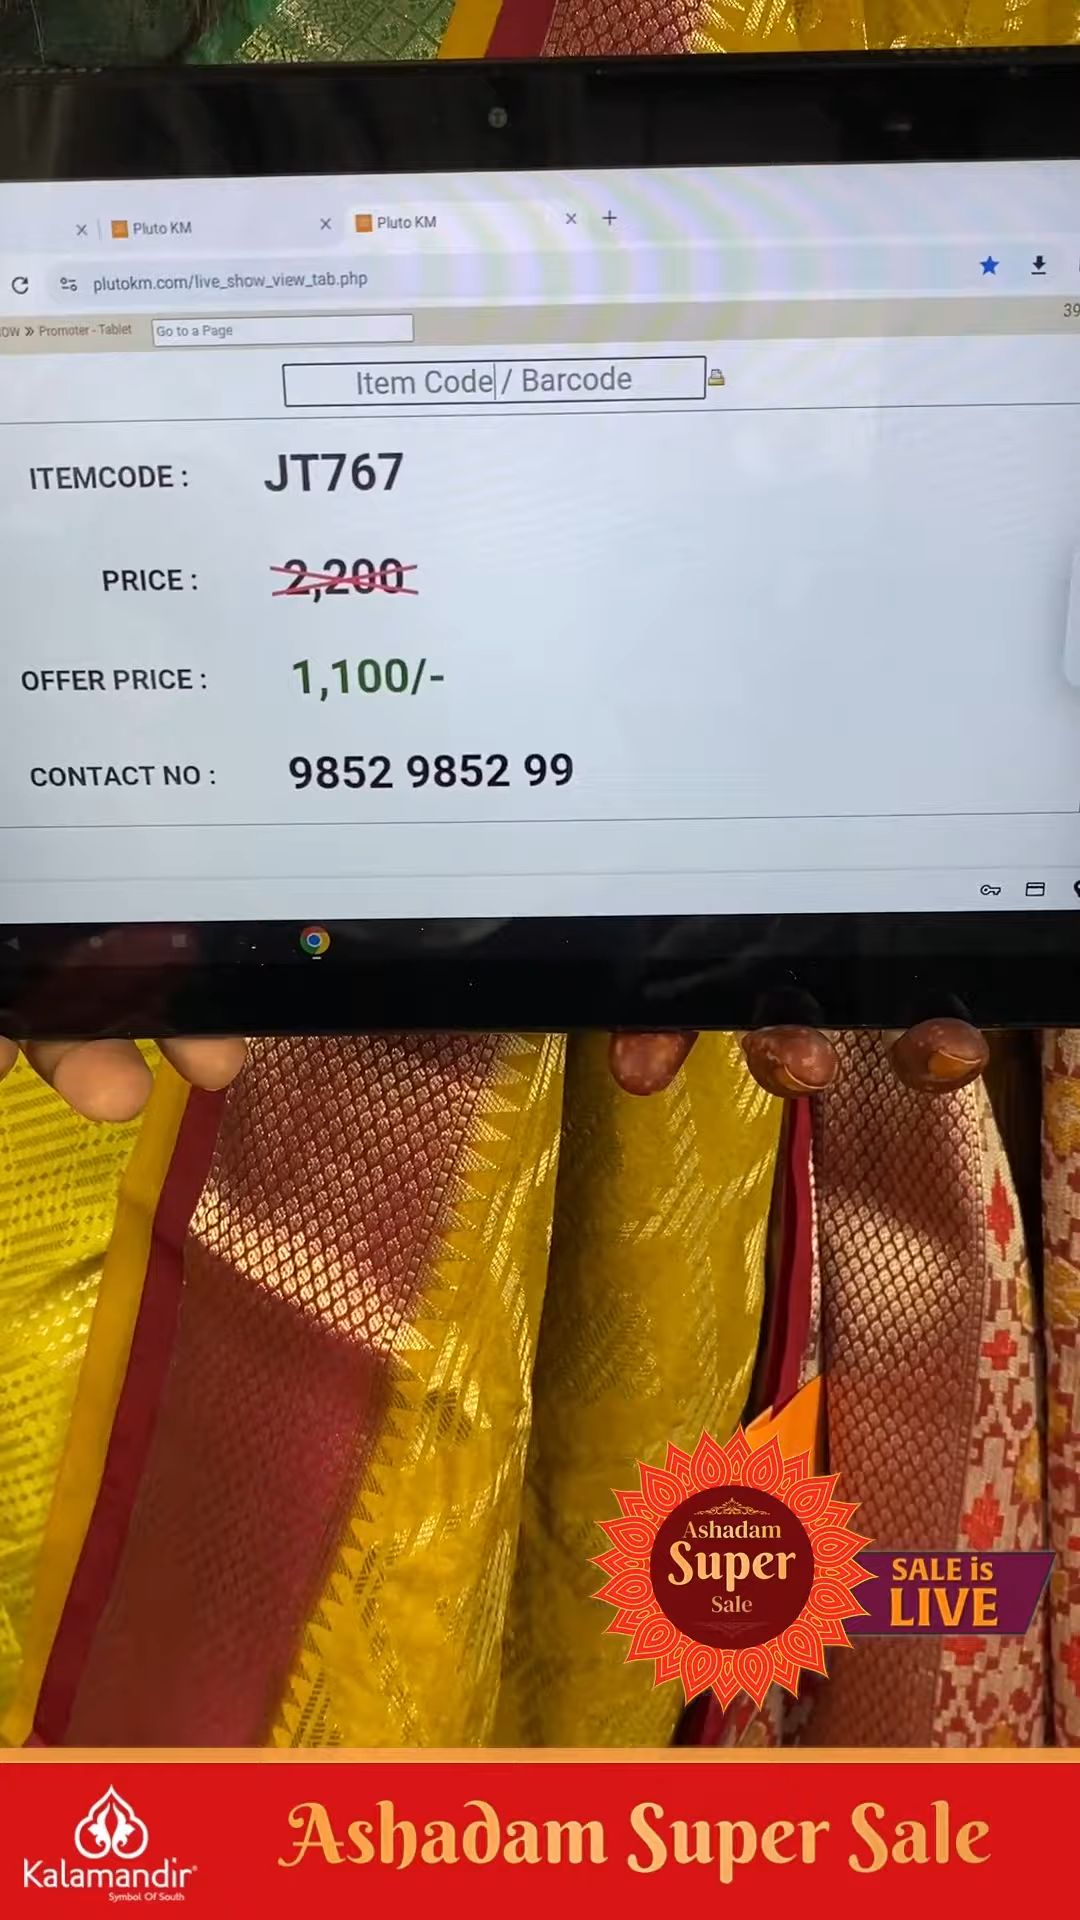 Pluto KM
Pluto KM
plutokm.com/live_show_view_tab.php
OW » Promoter - Tablet
Go to a Page
39
Item Code / Barcode
ITEMCODE : JT767
PRICE : 2,200
OFFER PRICE : 1,100/-
CONTACT NO : 9852 9852 99
Ashadam
Super
Sale
SALE is
LIVE
Kalamandir
Symbol Of South
Ashadam Super Sale